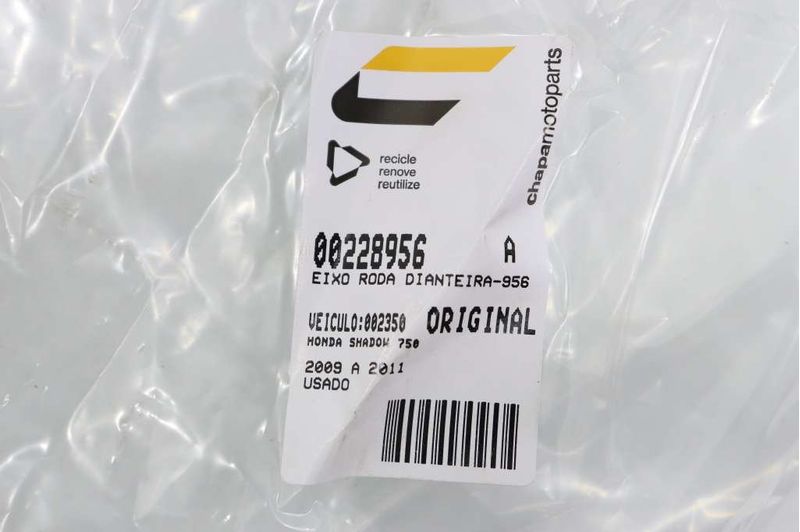 chapamotoparts
recicle
renove
reutilize
00228956 A
EIXO RODA DIANTEIRA-956
VEICULO:002350 ORIGINAL
HONDA SHADOW 750
2009 A 2011
USADO